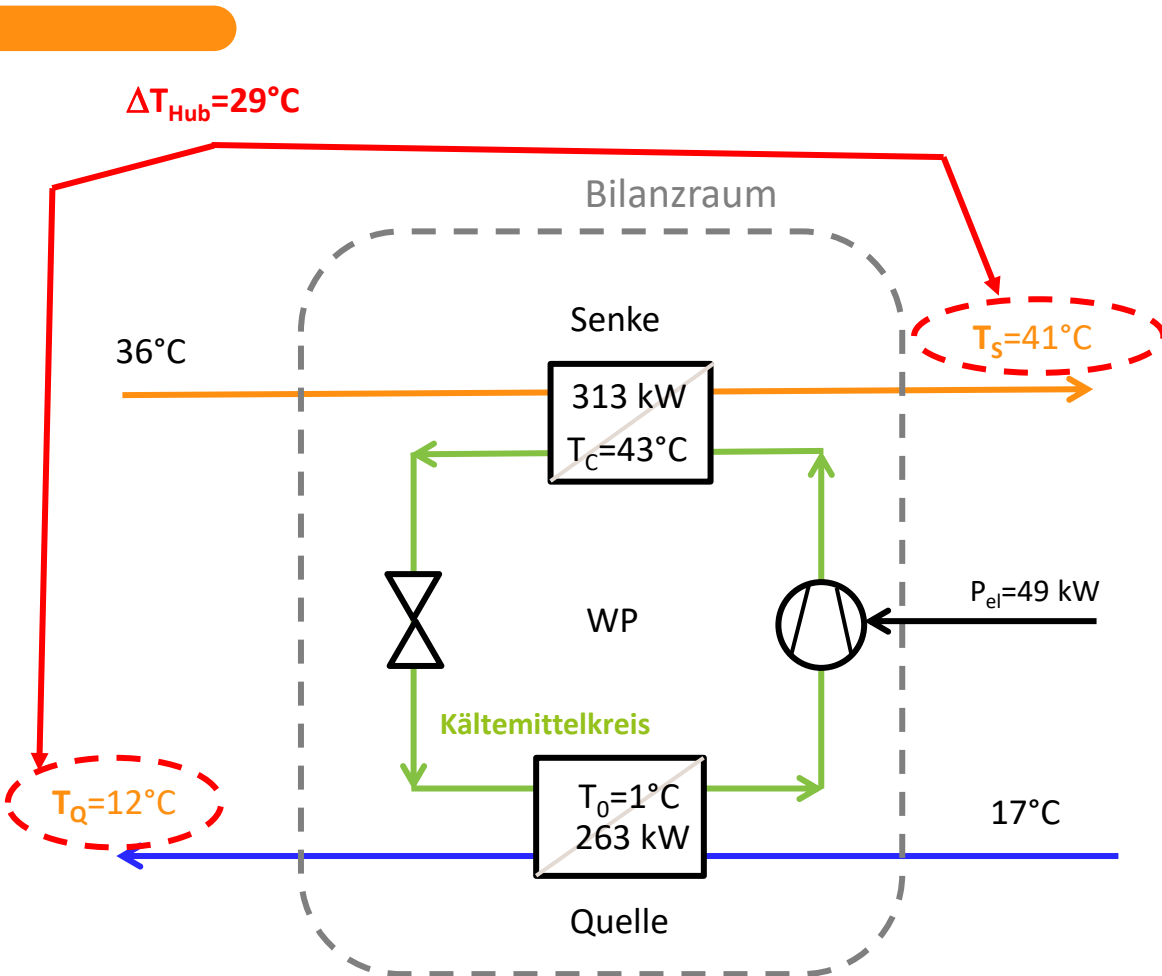 ΔT_Hub=29°C
Bilanzraum
Senke
36°C
T_S=41°C
313 kW
T_C=43°C
WP
P_el=49 kW
Kältemittelkreis
T_Q=12°C
T_0=1°C
263 kW
17°C
Quelle